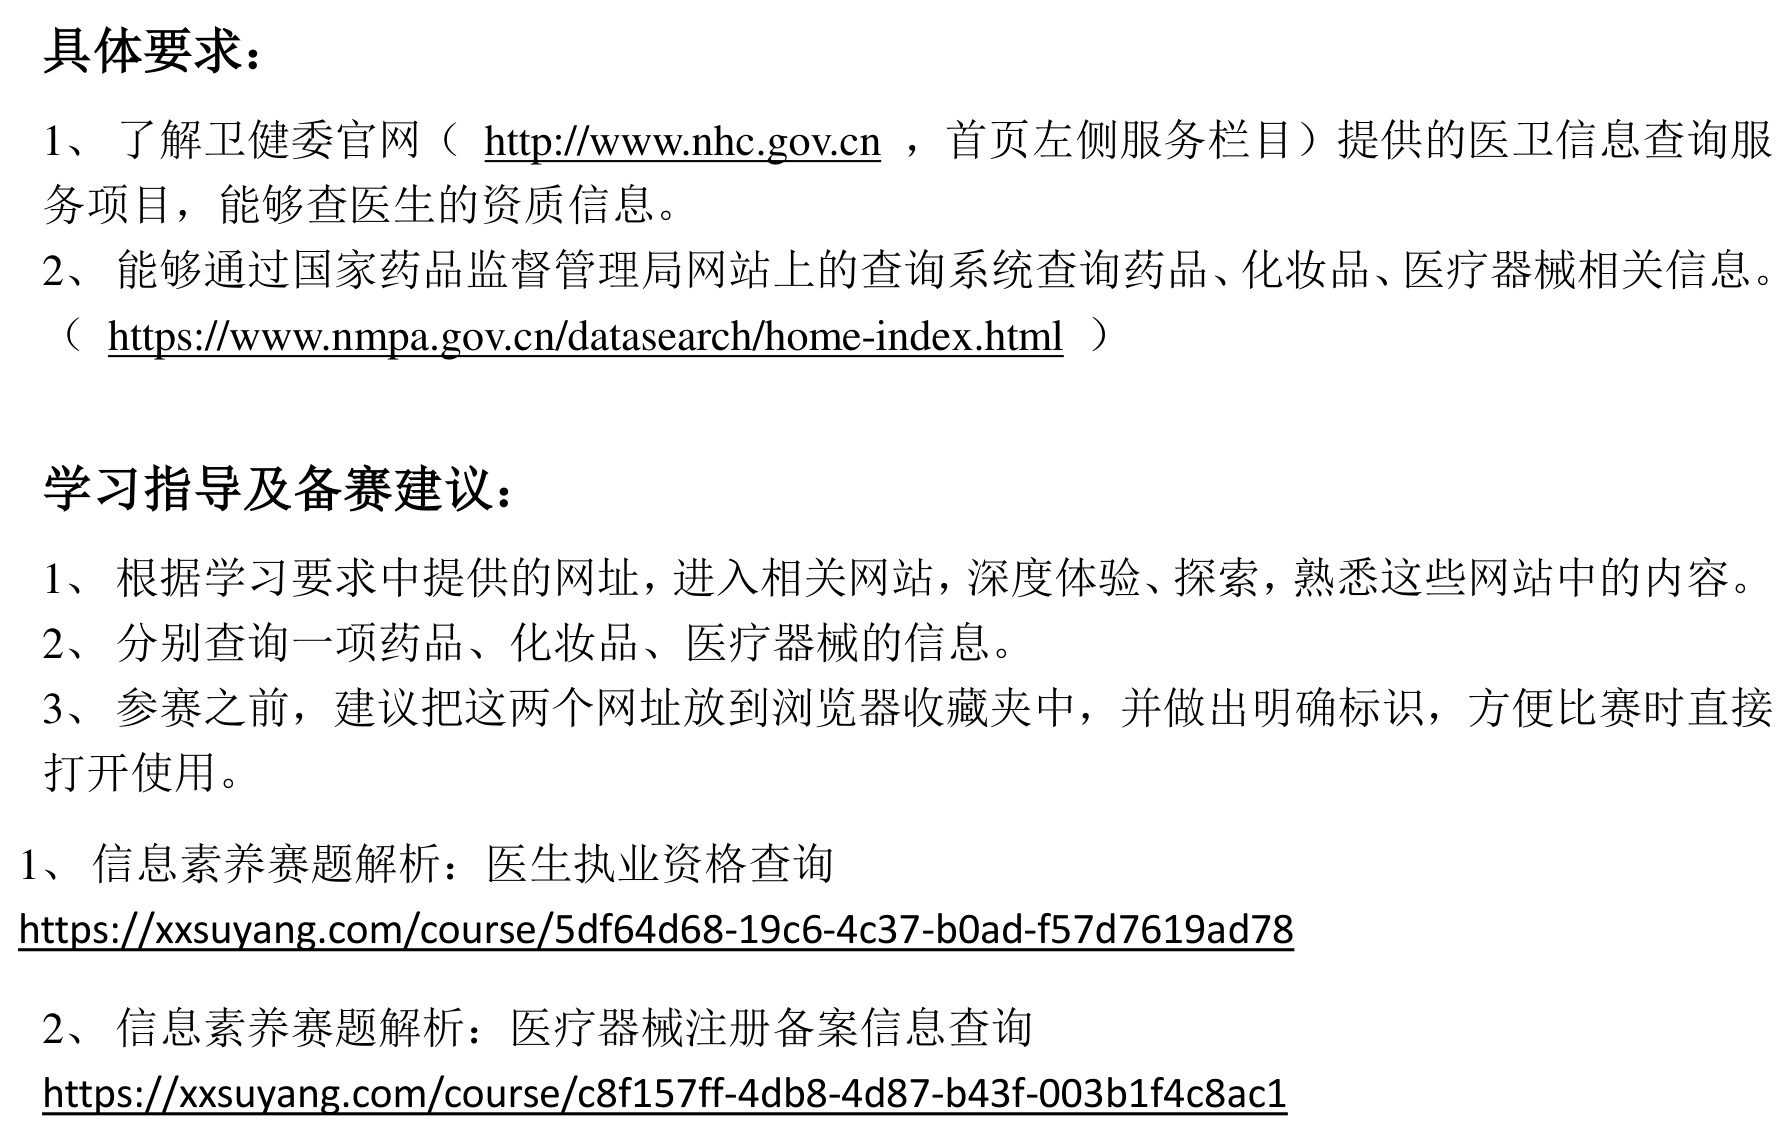 具体要求：
1、 了解卫健委官网（ http://www.nhc.gov.cn ，首页左侧服务栏目）提供的医卫信息查询服
务项目，能够查医生的资质信息。
2、 能够通过国家药品监督管理局网站上的查询系统查询药品、化妆品、医疗器械相关信息。
（ https://www.nmpa.gov.cn/datasearch/home-index.html ）
学习指导及备赛建议：
1、 根据学习要求中提供的网址，进入相关网站，深度体验、探索，熟悉这些网站中的内容。
2、 分别查询一项药品、化妆品、医疗器械的信息。
3、 参赛之前，建议把这两个网址放到浏览器收藏夹中，并做出明确标识，方便比赛时直接
打开使用。
1、 信息素养赛题解析：医生执业资格查询
https://xxsuyang.com/course/5df64d68-19c6-4c37-b0ad-f57d7619ad78
2、 信息素养赛题解析：医疗器械注册备案信息查询
https://xxsuyang.com/course/c8f157ff-4db8-4d87-b43f-003b1f4c8ac1